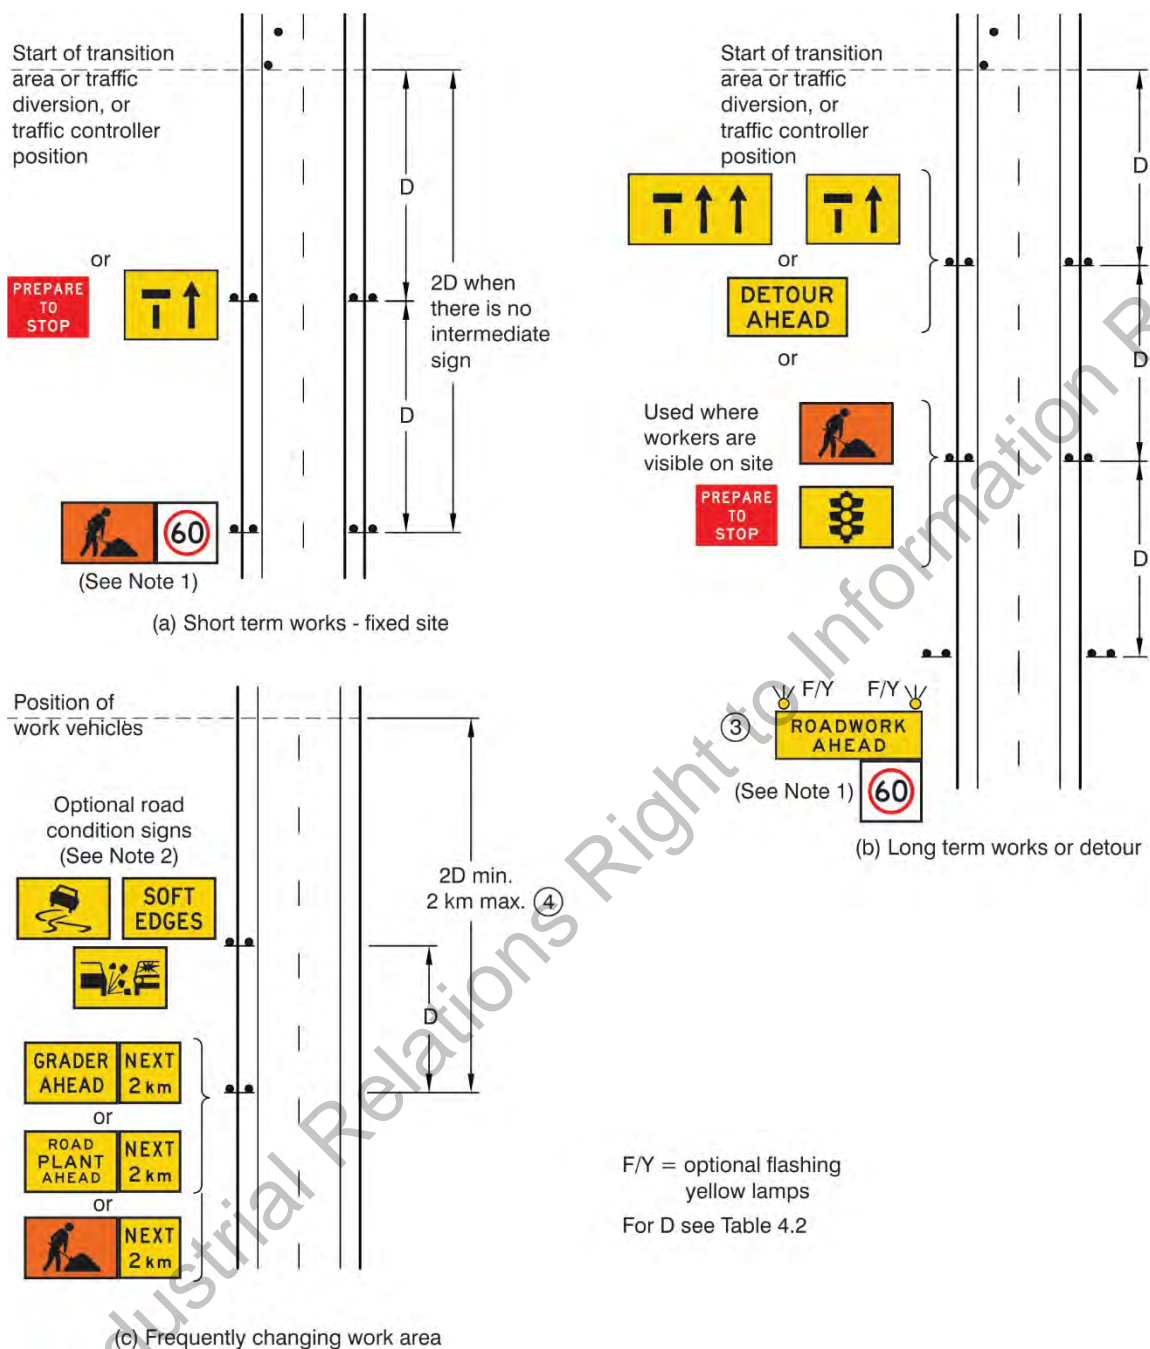 Start of transition
area or traffic
diversion, or
traffic controller
position
D
or
PREPARE
TO
STOP
2D when
there is no
intermediate
sign
D
60
(See Note 1)
(a) Short term works - fixed site
Start of transition
area or traffic
diversion, or
traffic controller
position
D
or
DETOUR
AHEAD
or
D
Used where
workers are
visible on site
PREPARE
TO
STOP
D
F/Y F/Y
3
ROADWORK
AHEAD
(See Note 1)
60
(b) Long term works or detour
Position of
work vehicles
Optional road
condition signs
(See Note 2)
SOFT
EDGES
2D min.
2 km max. 4
D
GRADER
AHEAD
NEXT
2 km
or
ROAD
PLANT
AHEAD
NEXT
2 km
or
NEXT
2 km
(c) Frequently changing work area
F/Y = optional flashing
yellow lamps
For D see Table 4.2
dustrial Relations Right to Information R